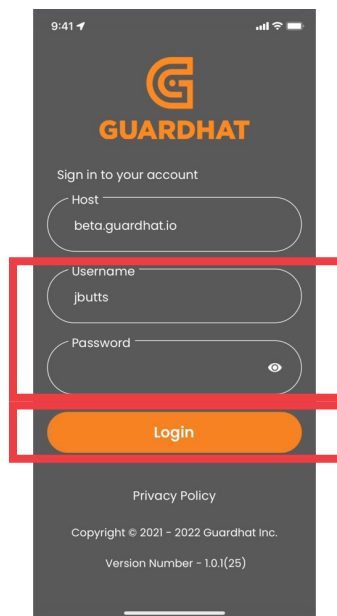 9:41
GUARDHAT
Sign in to your account
Host
beta.guardhat.io
Username
jbutts
Password
Login
Privacy Policy
Copyright © 2021 - 2022 Guardhat Inc.
Version Number - 1.0.1(25)